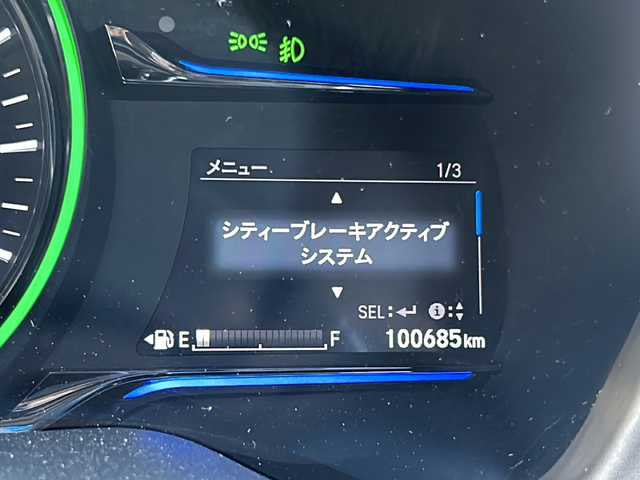 メニュー 1/3
シティーブレーキアクティブ
システム
SEL: i:
E F 100685km